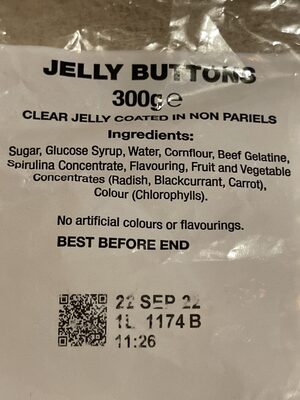 JELLY BUTTONS
300g e
CLEAR JELLY COATED IN NON PARIELS
Ingredients:
Sugar, Glucose Syrup, Water, Cornflour, Beef Gelatine,
Spirulina Concentrate, Flavouring, Fruit and Vegetable
Concentrates (Radish, Blackcurrant, Carrot),
Colour (Chlorophylls).
No artificial colours or flavourings.
BEST BEFORE END
22 SEP 22
1L 1174 B
11:26